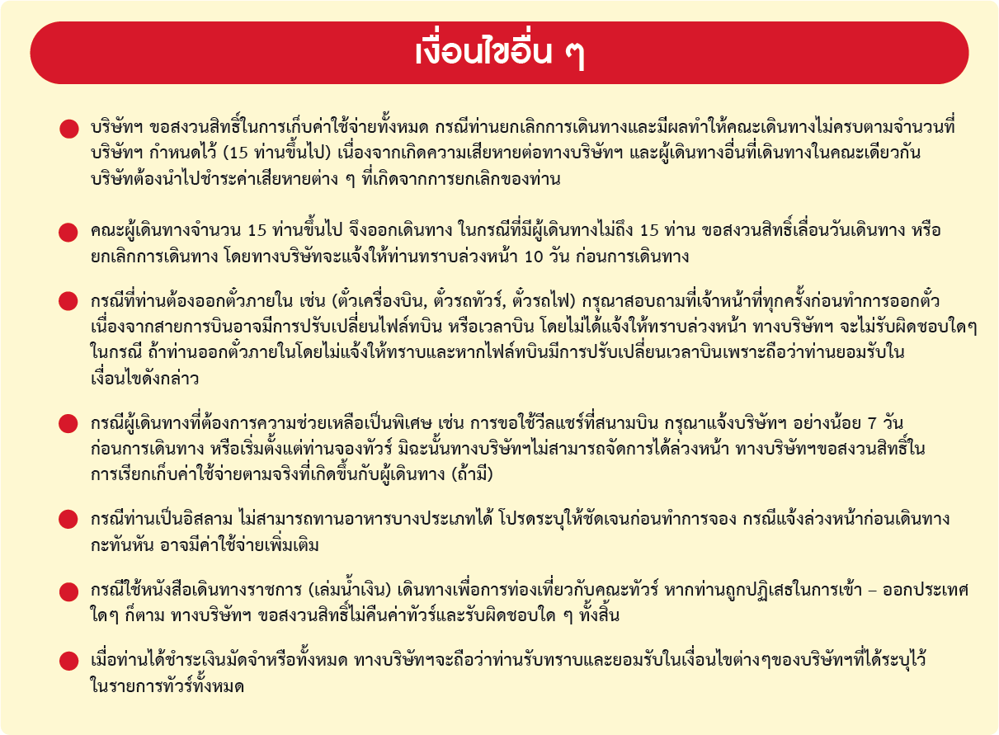 เงื่อนไขอื่น ๆ
บริษัทฯ ขอสงวนสิทธิ์ในการเก็บค่าใช้จ่ายทั้งหมด กรณีท่านยกเลิกการเดินทางและมีผลทำให้คณะเดินทางไม่ครบตามจำนวนที่
บริษัทฯ กำหนดไว้ (15 ท่านขึ้นไป) เนื่องจากเกิดความเสียหายต่อทางบริษัทฯ และผู้เดินทางอื่นที่เดินทางในคณะเดียวกัน
บริษัทต้องนำไปชำระค่าเสียหายต่าง ๆ ที่เกิดจากการยกเลิกของท่าน
คณะผู้เดินทางจำนวน 15 ท่านขึ้นไป จึงออกเดินทาง ในกรณีที่มีผู้เดินทางไม่ถึง 15 ท่าน ขอสงวนสิทธิ์เลื่อนวันเดินทาง หรือ
ยกเลิกการเดินทาง โดยทางบริษัทจะแจ้งให้ท่านทราบล่วงหน้า 10 วัน ก่อนการเดินทาง
กรณีที่ท่านต้องออกตั๋วภายใน เช่น (ตั๋วเครื่องบิน, ตั๋วรถทัวร์, ตั๋วรถไฟ) กรุณาสอบถามที่เจ้าหน้าที่ทุกครั้งก่อนทำการออกตั๋ว
เนื่องจากสายการบินอาจมีการปรับเปลี่ยนไฟล์ทบิน หรือเวลาบิน โดยไม่ได้แจ้งให้ทราบล่วงหน้า ทางบริษัทฯ จะไม่รับผิดชอบใดๆ
ในกรณี ถ้าท่านออกตั๋วภายในโดยไม่แจ้งให้ทราบและหากไฟล์ทบินมีการปรับเปลี่ยนเวลาบินเพราะถือว่าท่านยอมรับใน
เงื่อนไขดังกล่าว
กรณีผู้เดินทางที่ต้องการความช่วยเหลือเป็นพิเศษ เช่น การขอใช้วีลแชร์ที่สนามบิน กรุณาแจ้งบริษัทฯ อย่างน้อย 7 วัน
ก่อนการเดินทาง หรือเริ่มตั้งแต่ท่านจองทัวร์ มิฉะนั้นทางบริษัทฯไม่สามารถจัดการได้ล่วงหน้า ทางบริษัทฯขอสงวนสิทธิ์ใน
การเรียกเก็บค่าใช้จ่ายตามจริงที่เกิดขึ้นกับผู้เดินทาง (ถ้ามี)
กรณีท่านเป็นอิสลาม ไม่สามารถทานอาหารบางประเภทได้ โปรดระบุให้ชัดเจนก่อนทำการจอง กรณีแจ้งล่วงหน้าก่อนเดินทาง
กะทันหัน อาจมีค่าใช้จ่ายเพิ่มเติม
กรณีใช้หนังสือเดินทางราชการ (เล่มน้ำเงิน) เดินทางเพื่อการท่องเที่ยวกับคณะทัวร์ หากท่านถูกปฏิเสธในการเข้า – ออกประเทศ
ใดๆ ก็ตาม ทางบริษัทฯ ขอสงวนสิทธิ์ไม่คืนค่าทัวร์และรับผิดชอบใด ๆ ทั้งสิ้น
เมื่อท่านได้ชำระเงินมัดจำหรือทั้งหมด ทางบริษัทฯจะถือว่าท่านรับทราบและยอมรับในเงื่อนไขต่างๆของบริษัทฯที่ได้ระบุไว้
ในรายการทัวร์ทั้งหมด